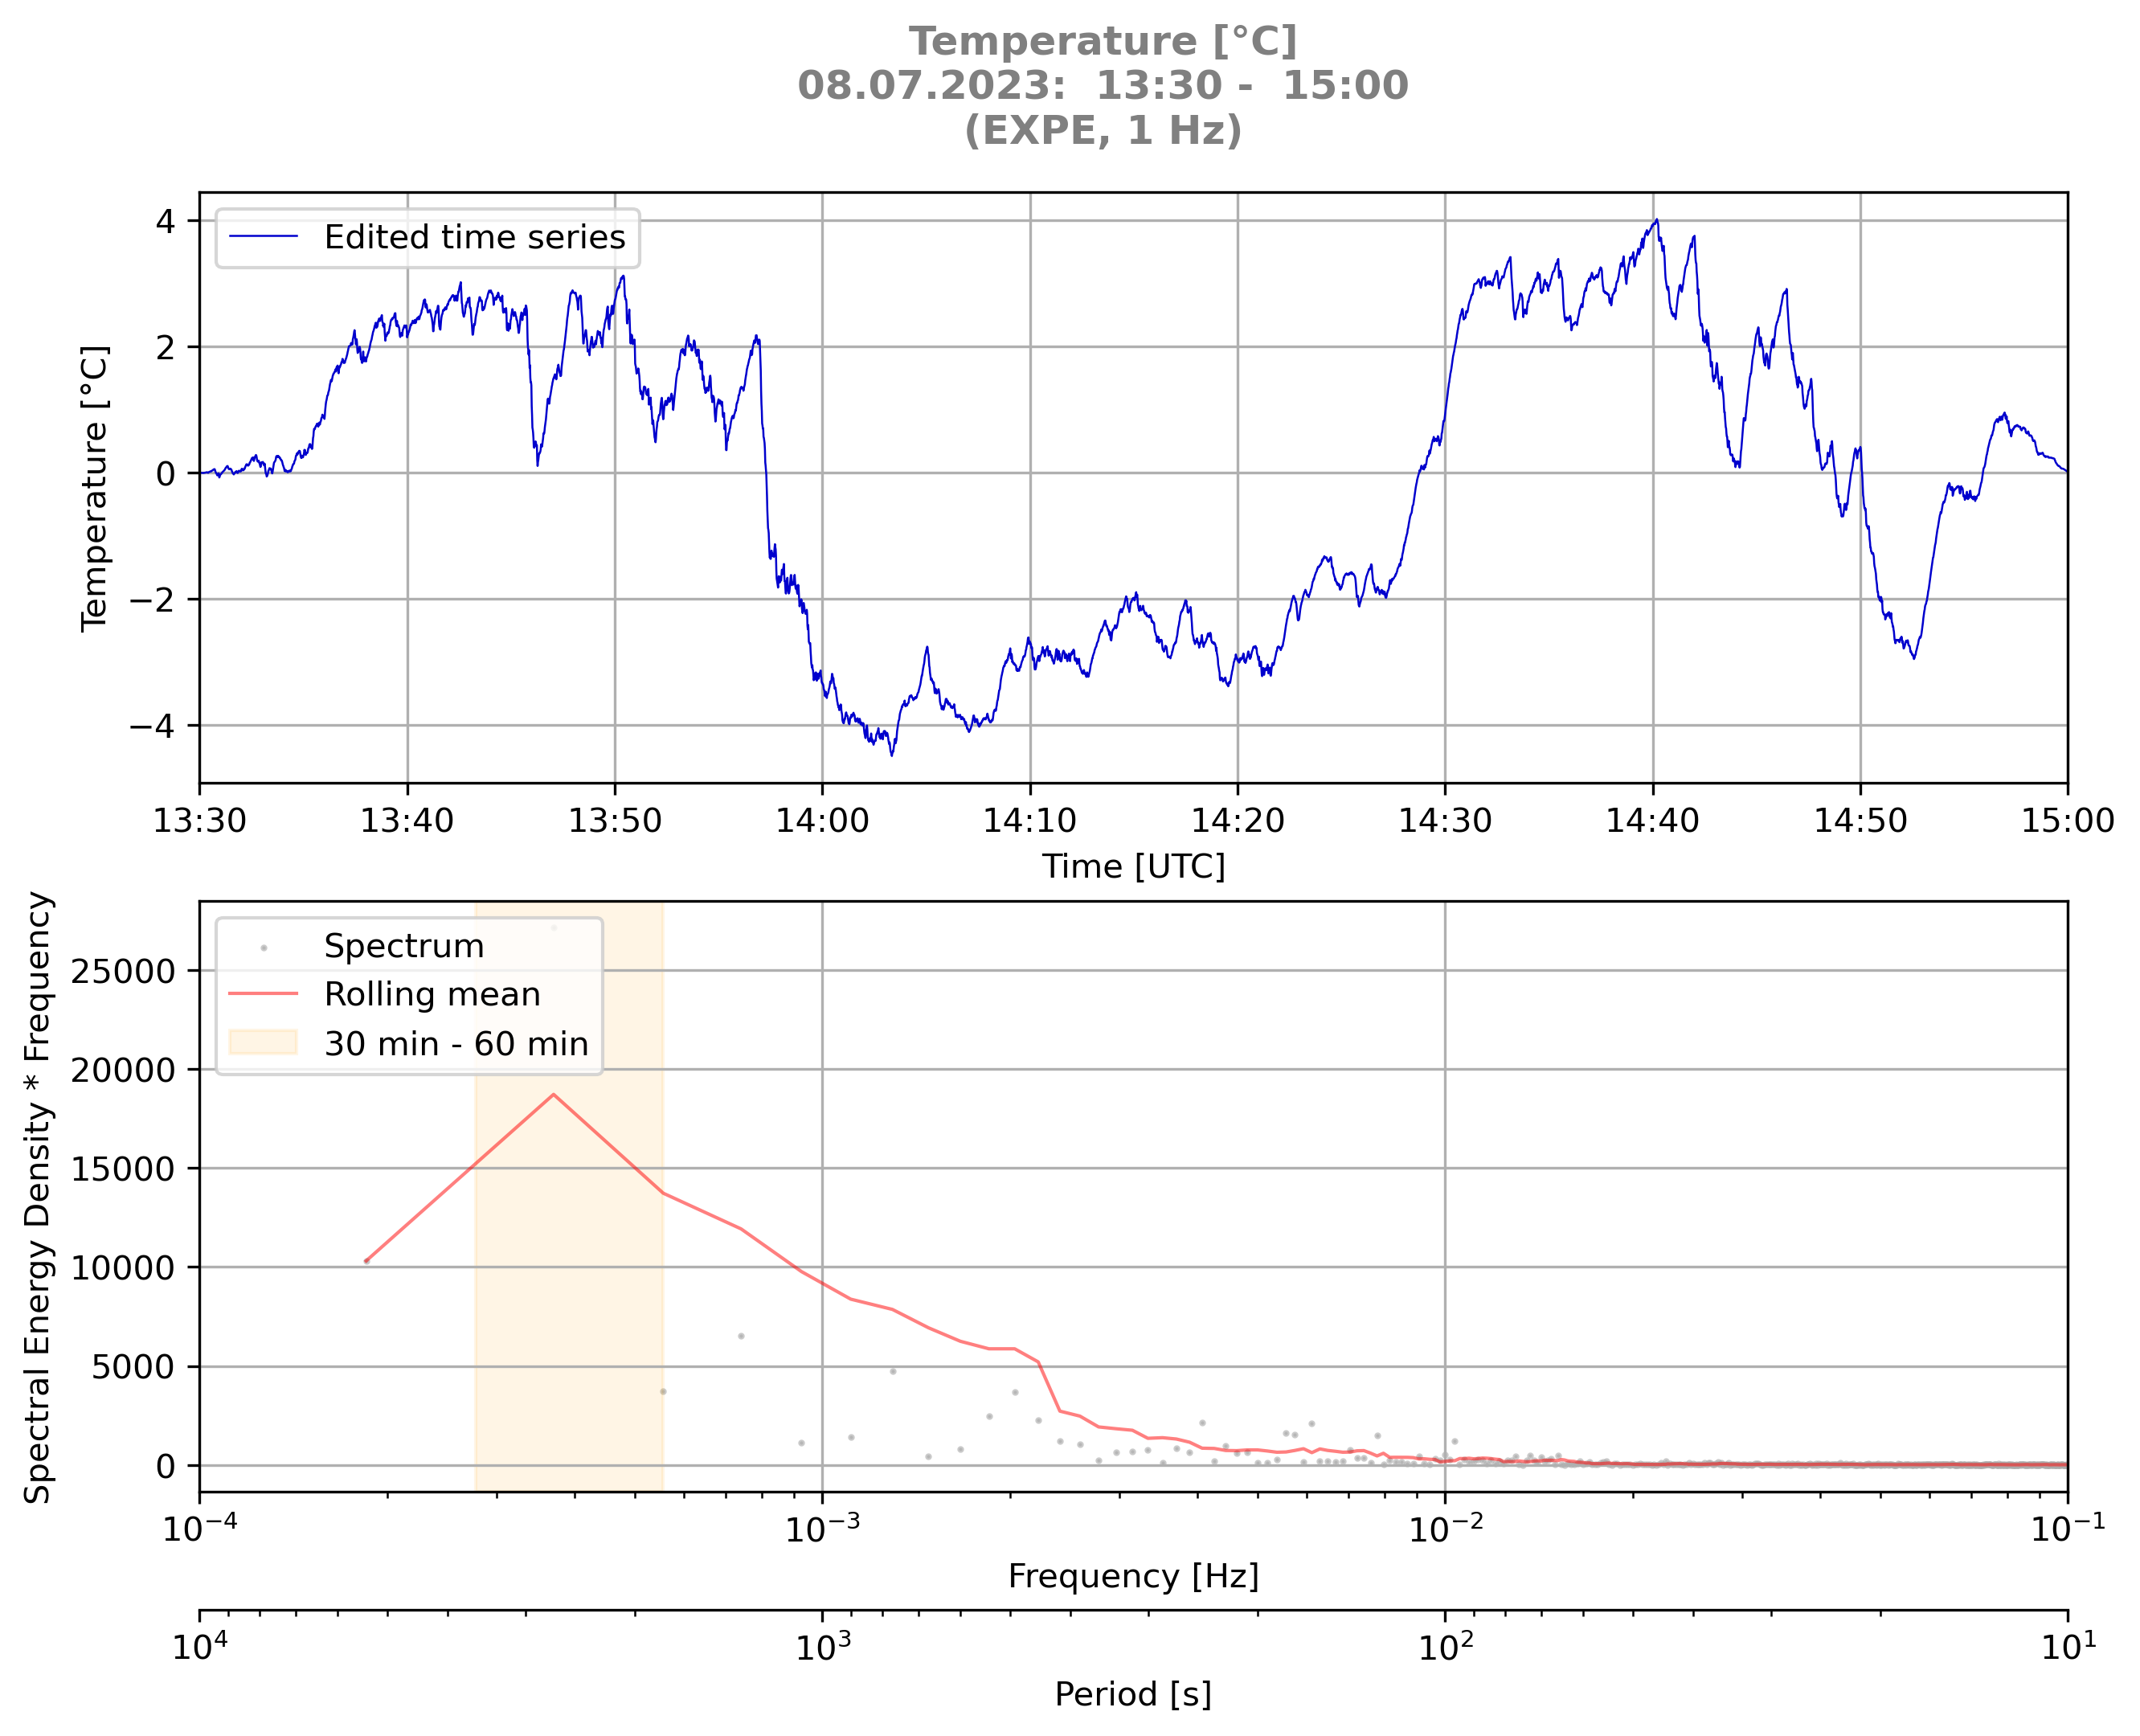 Temperature [°C]
08.07.2023:  13:30 -  15:00
(EXPE, 1 Hz)
Edited time series
Temperature [°C]
4
2
0
−2
−4
13:30 13:40 13:50 14:00 14:10 14:20 14:30 14:40 14:50 15:00
Time [UTC]
Spectrum
Rolling mean
30 min - 60 min
Spectral Energy Density * Frequency
25000
20000
15000
10000
5000
0
10⁻⁴ 10⁻³ 10⁻² 10⁻¹
Frequency [Hz]
10⁴ 10³ 10² 10¹
Period [s]